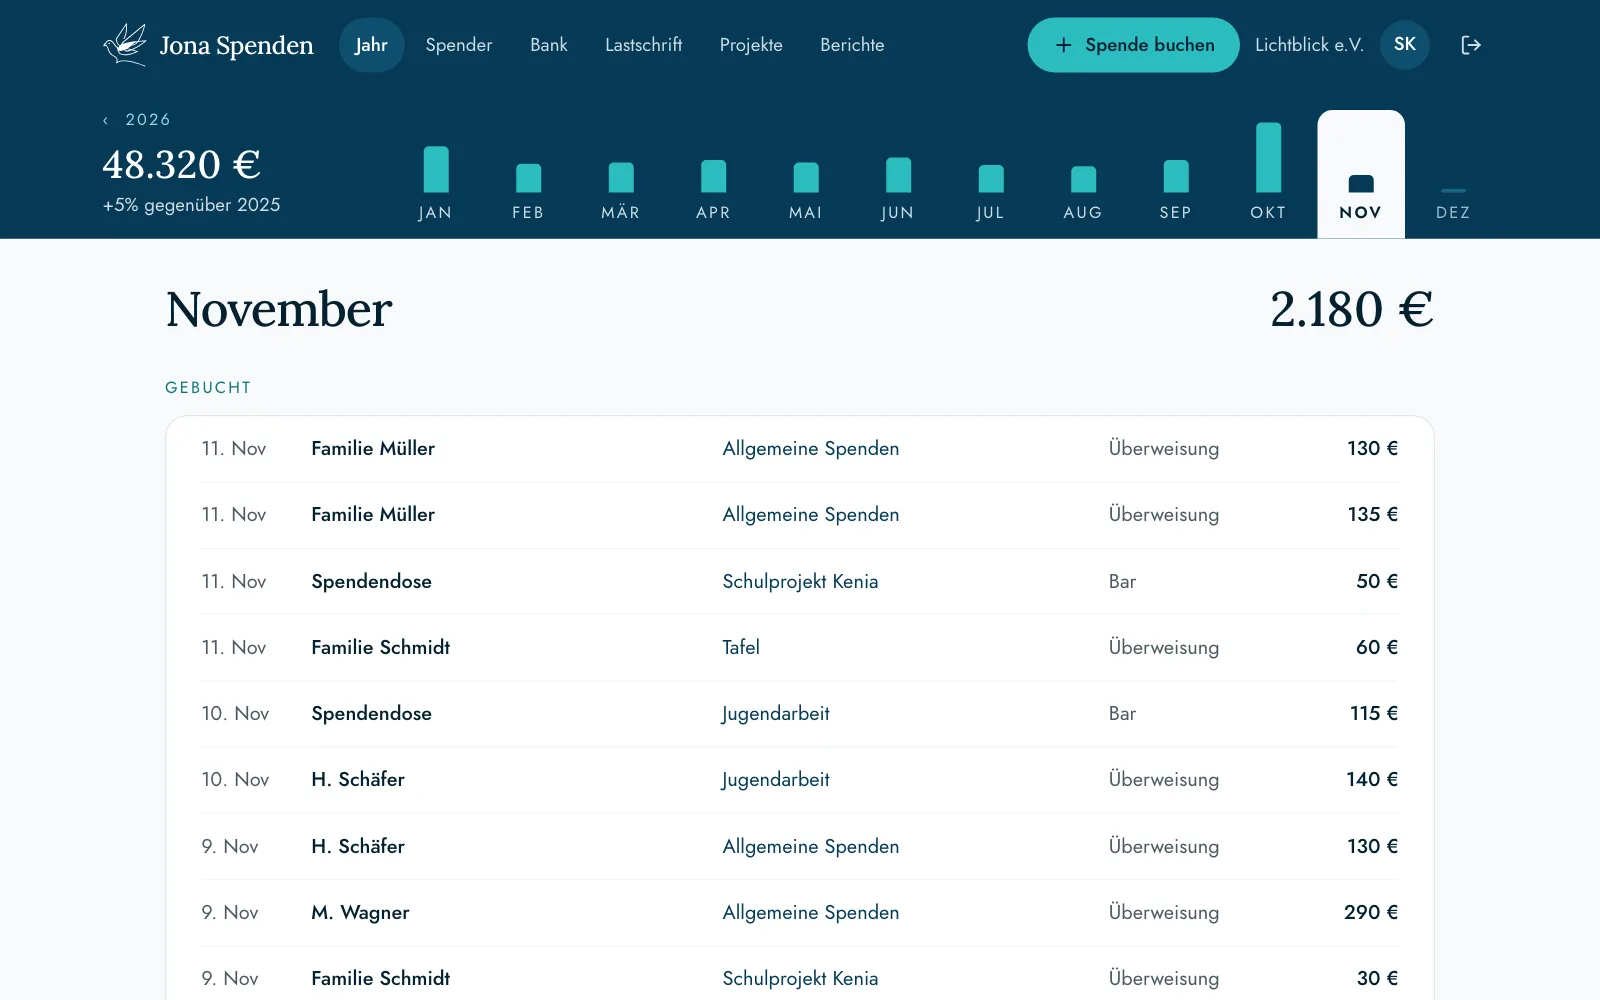 Jona Spenden Jahr Spender Bank Lastschrift Projekte Berichte + Spende buchen Lichtblick e.V. SK
‹ 2026
48.320 €
+5% gegenüber 2025
JAN FEB MÄR APR MAI JUN JUL AUG SEP OKT NOV DEZ
November 2.180 €
GEBUCHT
11. Nov Familie Müller Allgemeine Spenden Überweisung 130 €
11. Nov Familie Müller Allgemeine Spenden Überweisung 135 €
11. Nov Spendendose Schulprojekt Kenia Bar 50 €
11. Nov Familie Schmidt Tafel Überweisung 60 €
10. Nov Spendendose Jugendarbeit Bar 115 €
10. Nov H. Schäfer Jugendarbeit Überweisung 140 €
9. Nov H. Schäfer Allgemeine Spenden Überweisung 130 €
9. Nov M. Wagner Allgemeine Spenden Überweisung 290 €
9. Nov Familie Schmidt Schulprojekt Kenia Überweisung 30 €